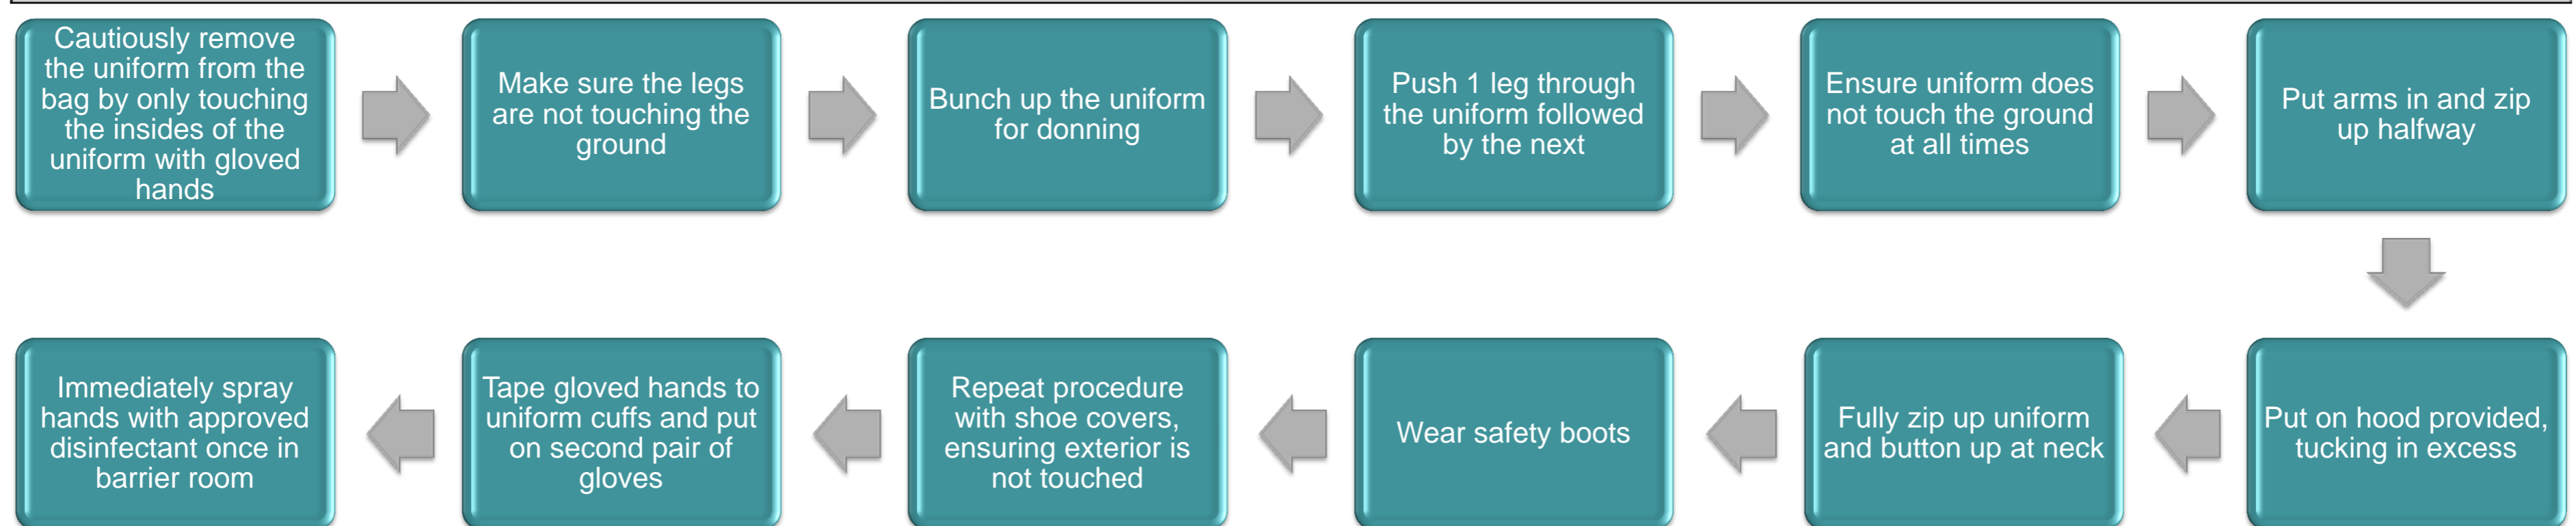 Cautiously remove
the uniform from the
bag by only touching
the insides of the
uniform with gloved
hands
Make sure the legs
are not touching the
ground
Bunch up the uniform
for donning
Push 1 leg through
the uniform followed
by the next
Ensure uniform does
not touch the ground
at all times
Put arms in and zip
up halfway
Put on hood provided,
tucking in excess
Fully zip up uniform
and button up at neck
Wear safety boots
Repeat procedure
with shoe covers,
ensuring exterior is
not touched
Tape gloved hands to
uniform cuffs and put
on second pair of
gloves
Immediately spray
hands with approved
disinfectant once in
barrier room